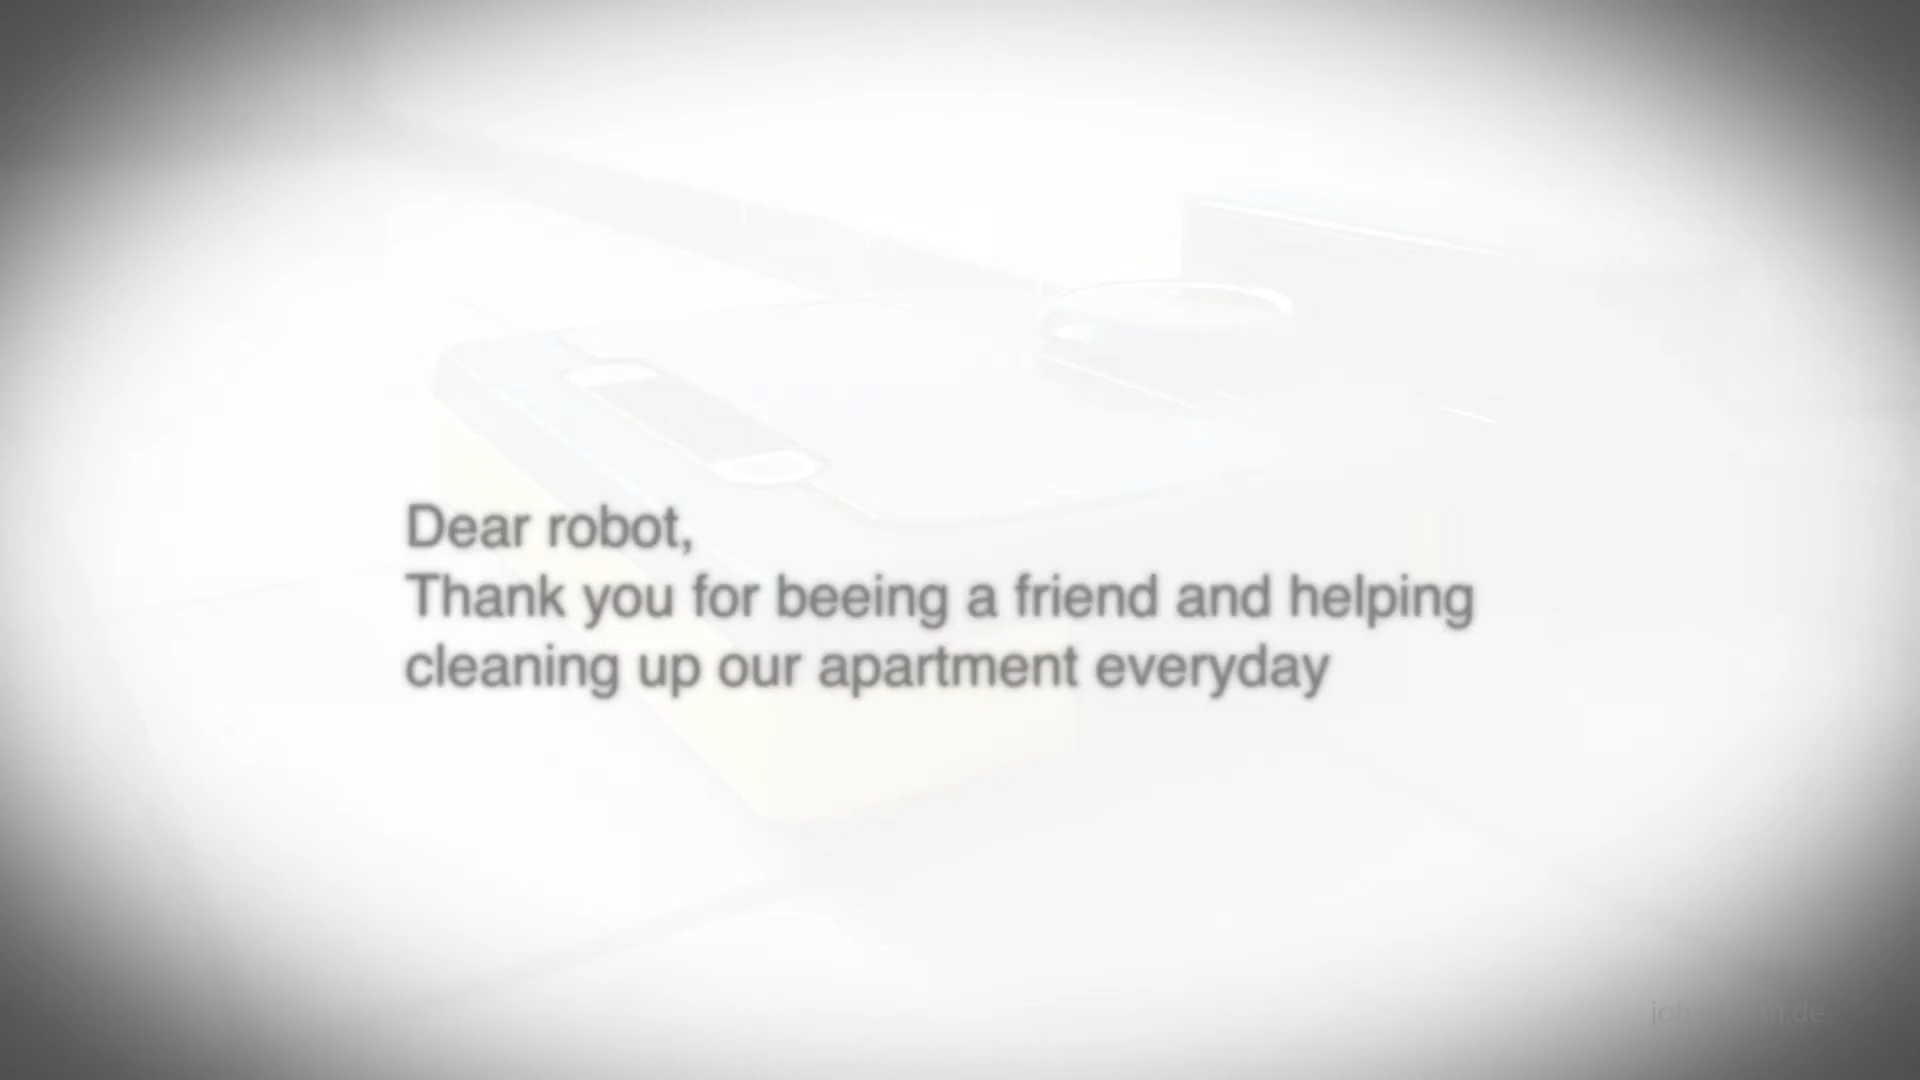 Dear robot,
Thank you for beeing a friend and helping
cleaning up our apartment everyday